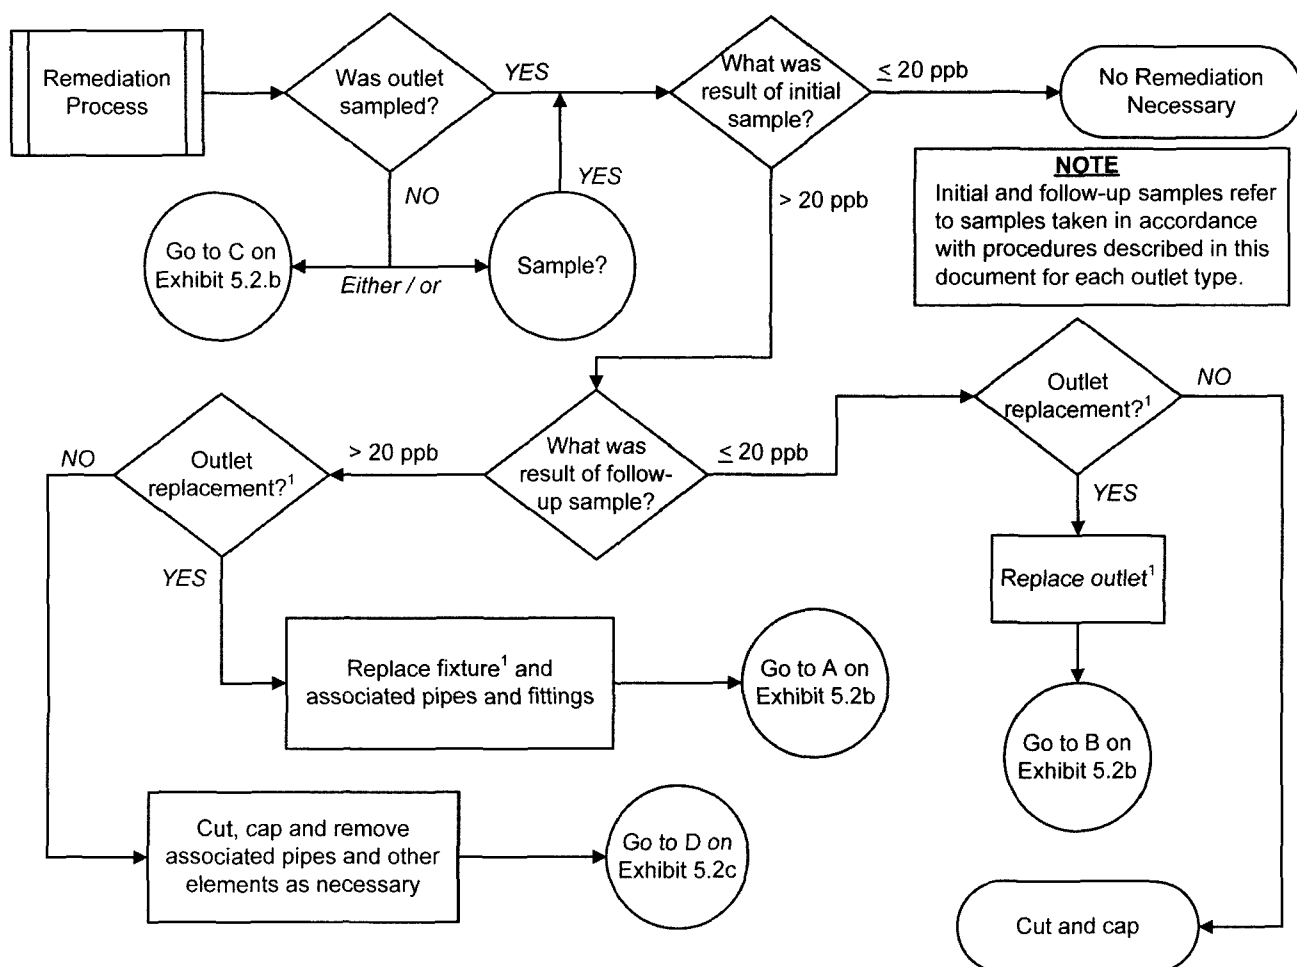 Remediation
Process
Was outlet
sampled?
YES
What was
result of initial
sample?
≤ 20 ppb
No Remediation
Necessary
NO
YES
> 20 ppb
NOTE
Initial and follow-up samples refer
to samples taken in accordance
with procedures described in this
document for each outlet type.
Go to C on
Exhibit 5.2.b
Either / or
Sample?
NO
Outlet
replacement?¹
> 20 ppb
What was
result of follow-
up sample?
≤ 20 ppb
Outlet
replacement?¹
NO
YES
YES
Replace outlet¹
Replace fixture¹ and
associated pipes and fittings
Go to A on
Exhibit 5.2b
Go to B on
Exhibit 5.2b
Cut, cap and remove
associated pipes and other
elements as necessary
Go to D on
Exhibit 5.2c
Cut and cap